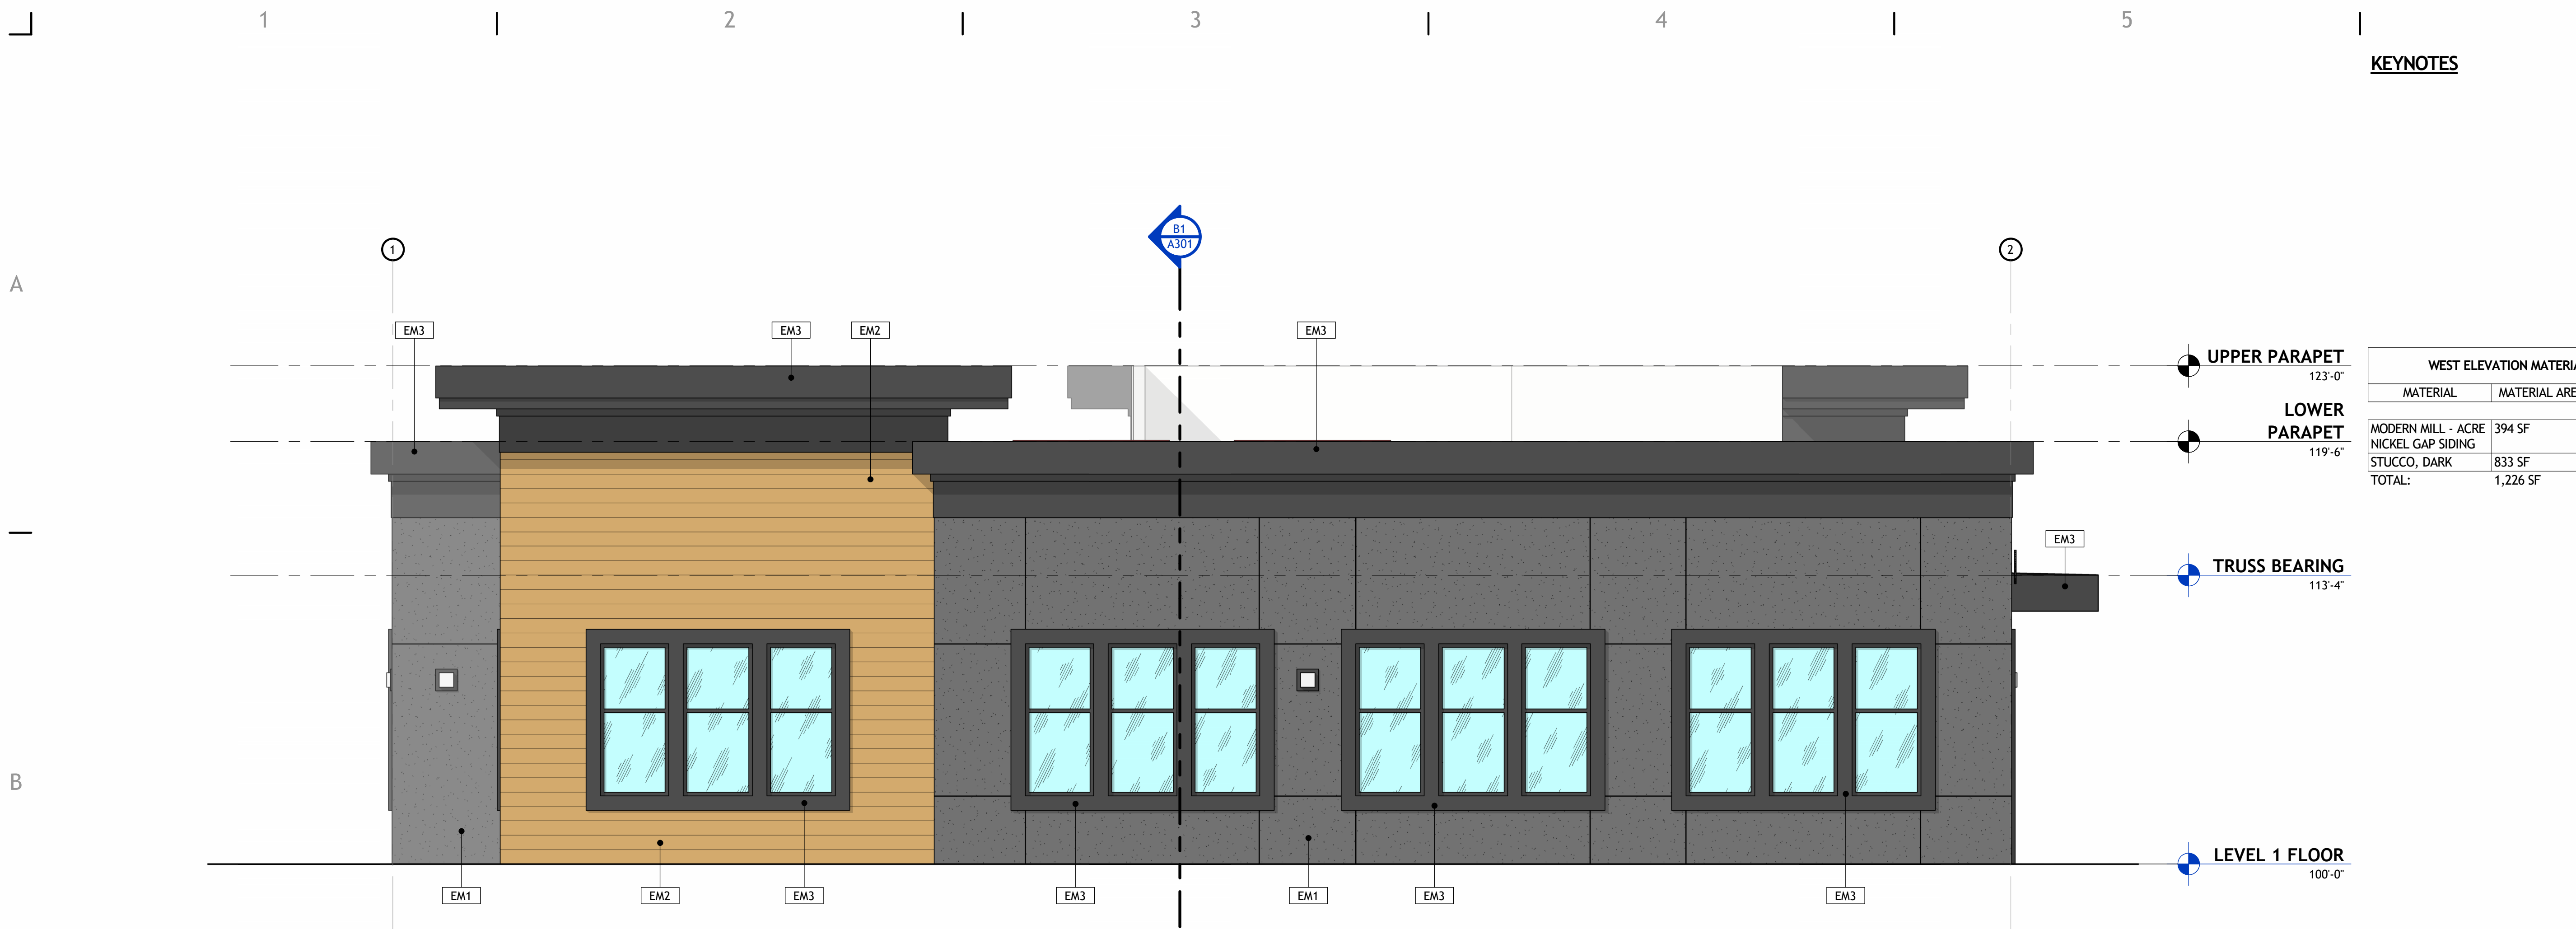 1 2 3 4 5
KEYNOTES
B1
A301
1 2
A
EM3 EM3 EM2 EM3
UPPER PARAPET
123'-0"
LOWER
PARAPET
119'-6"
WEST ELEVATION
MATERIAL MATERIAL
MODERN MILL - ACRE 394 SF
NICKEL GAP SIDING
STUCCO, DARK 833 SF
TOTAL: 1,226 SF
EM3
TRUSS BEARING
113'-4"
B
LEVEL 1 FLOOR
100'-0"
EM1 EM2 EM3 EM3 EM1 EM3 EM3